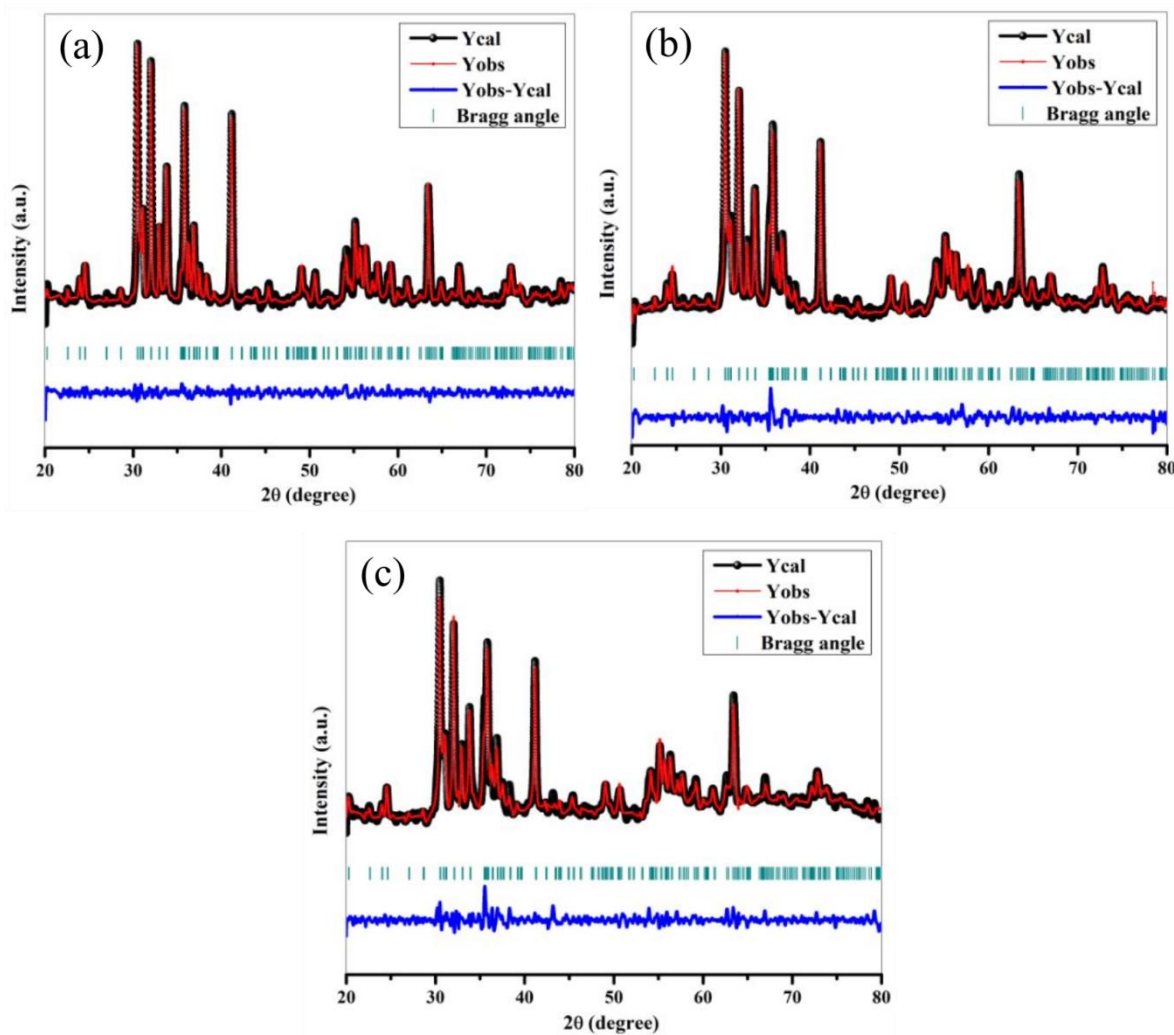 (a)
Ycal
Yobs
Yobs-Ycal
Bragg angle
Intensity (a.u.)
20 30 40 50 60 70 80
2θ (degree)
(b)
Ycal
Yobs
Yobs-Ycal
Bragg angle
Intensity (a.u.)
20 30 40 50 60 70 80
2θ (degree)
(c)
Ycal
Yobs
Yobs-Ycal
Bragg angle
Intensity (a.u.)
20 30 40 50 60 70 80
2θ (degree)